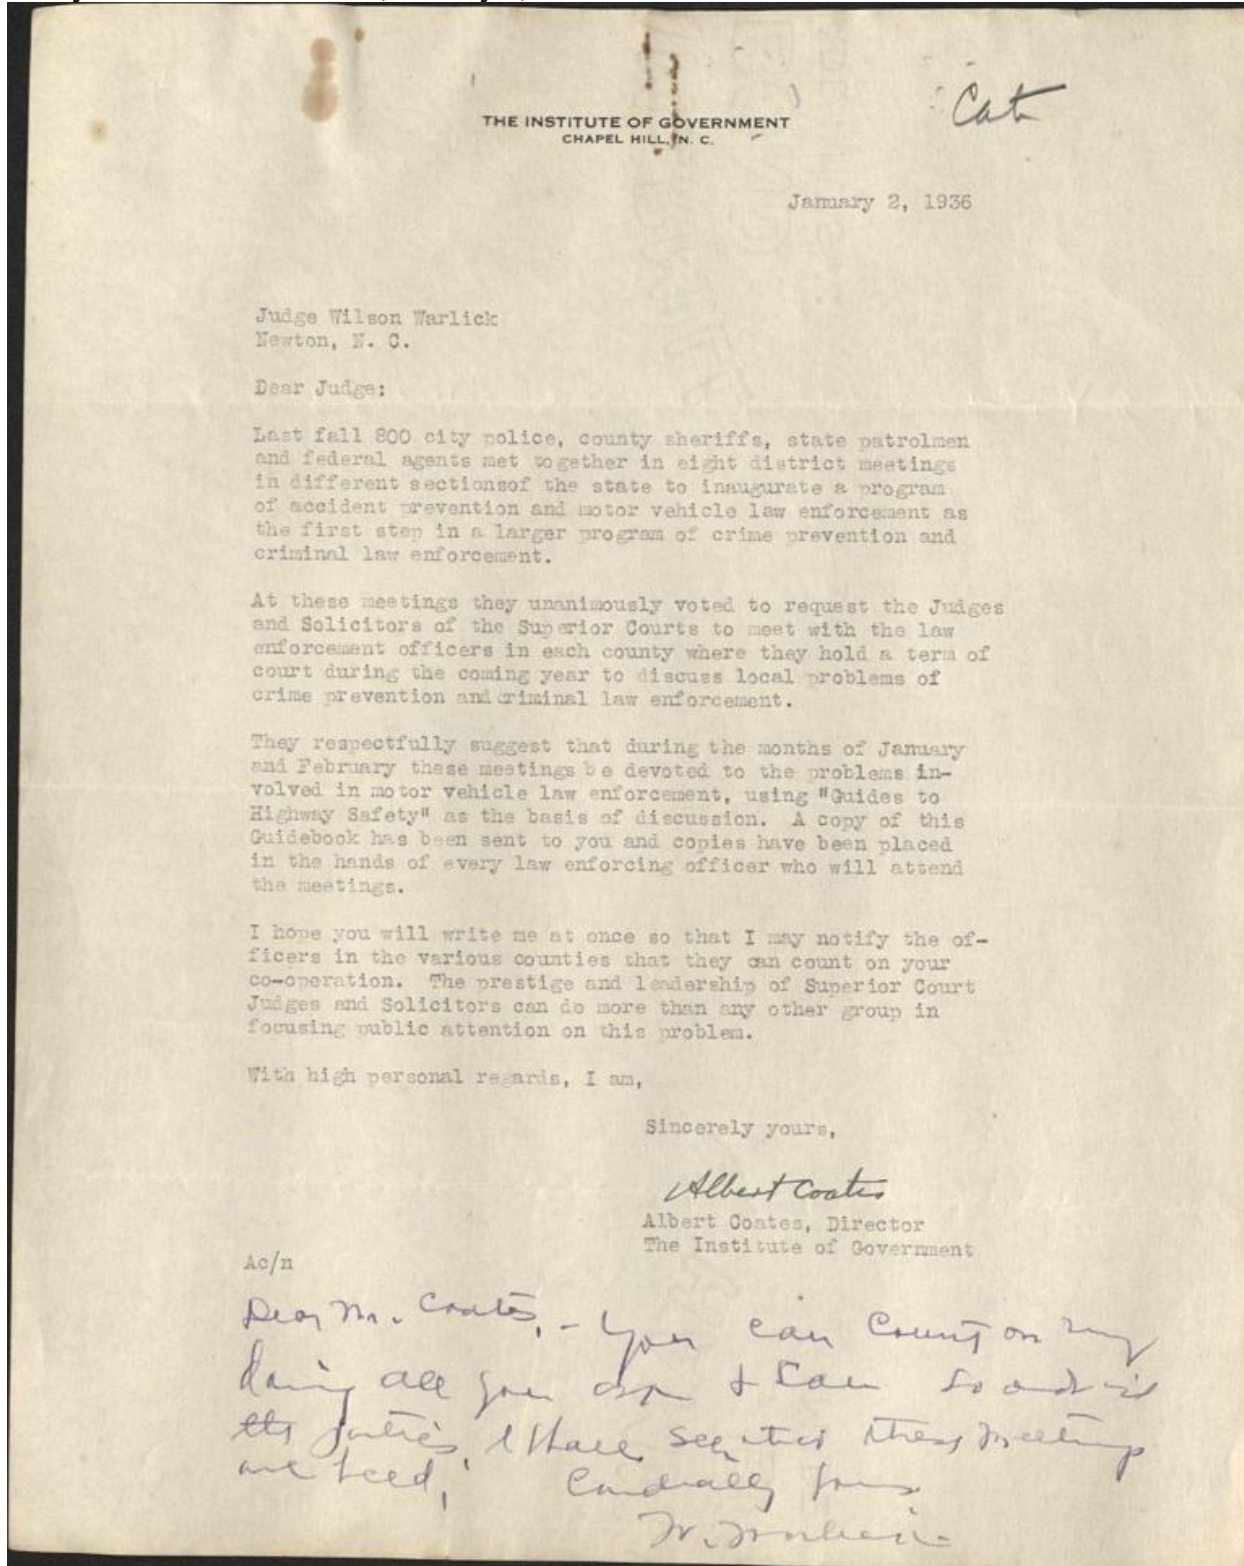 Cat
THE INSTITUTE OF GOVERNMENT
CHAPEL HILL, N. C.
January 2, 1936
Judge Wilson Warlick
Newton, N. C.
Dear Judge:
Last fall 800 city police, county sheriffs, state patrolmen
and federal agents met together in eight district meetings
in different sectionsof the state to inaugurate a program
of accident prevention and motor vehicle law enforcement as
the first step in a larger program of crime prevention and
criminal law enforcement.
At these meetings they unanimously voted to request the Judges
and Solicitors of the Superior Courts to meet with the law
enforcement officers in each county where they hold a term of
court during the coming year to discuss local problems of
crime prevention and criminal law enforcement.
They respectfully suggest that during the months of January
and February these meetings be devoted to the problems in-
volved in motor vehicle law enforcement, using "Guides to
Highway Safety" as the basis of discussion. A copy of this
Guidebook has been sent to you and copies have been placed
in the hands of every law enforcing officer who will attend
the meetings.
I hope you will write me at once so that I may notify the of-
ficers in the various counties that they can count on your
co-operation. The prestige and leadership of Superior Court
Judges and Solicitors can do more than any other group in
focusing public attention on this problem.
With high personal regards, I am,
Sincerely yours,
Albert Coates
Albert Coates, Director
The Institute of Government
Ac/n
Dear Mr. Coates, - You can count on my
doing all you ask & can so advise
the parties. I shall see that these meetings
are held.
Cordially yours
W. Warlick